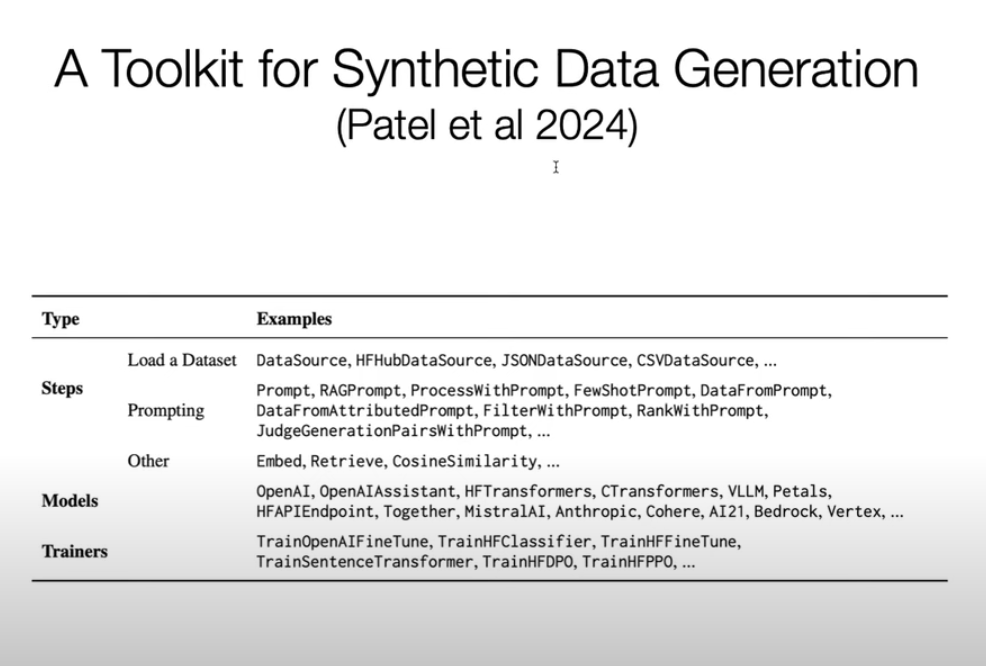 A Toolkit for Synthetic Data Generation
(Patel et al 2024)
Type Examples
Load a Dataset DataSource, HFHubDataSource, JSONDataSource, CSVDataSource, ...
Steps
Prompting
Prompt, RAGPrompt, ProcessWithPrompt, FewShotPrompt, DataFromPrompt,
DataFromAttributedPrompt, FilterWithPrompt, RankWithPrompt,
JudgeGenerationPairsWithPrompt, ...
Other Embed, Retrieve, CosineSimilarity, ...
Models
OpenAI, OpenAIAssistant, HFTransformers, CTransformers, VLLM, Petals,
HFAPIEndpoint, Together, MistralAI, Anthropic, Cohere, AI21, Bedrock, Vertex, ...
Trainers
TrainOpenAIFineTune, TrainHFClassifier, TrainHFFineTune,
TrainSentenceTransformer, TrainHFDPO, TrainHFPPO, ...